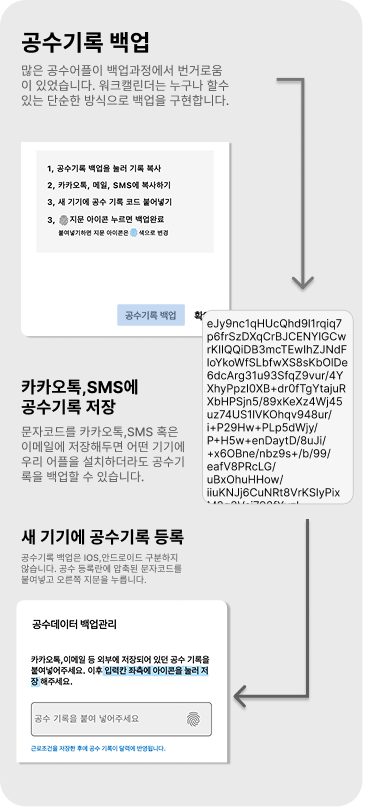 공수기록 백업
많은 공수어플이 백업과정에서 번거로움
이 있었습니다. 워크캘린더는 누구나 할수
있는 단순한 방식으로 백업을 구현합니다.
1, 공수기록 백업을 눌러 기록 복사
2, 카카오톡, 메일, SMS에 복사하기
3, 새 기기에 공수 기록 코드 붙여넣기
3, 지문 아이콘 누르면 백업완료
붙여넣기하면 지문 아이콘은 색으로 변경
공수기록 백업
eJy9nc1qHUcQhd9I1rqiq7
p6frSzDXqCrBJCENYIGCw
rKIIQQiDB3mcTEwIhZJNdF
loYkoWfSLbfwXS8sKbOIDe
6dcArg31u93SfqZ9vur/4Y
XhyPpzI0XB+dr0fTgYtajuR
XbHPSjn5/89xKeXz4Wj45
uz74US1IVKOhqv948ur/
i+P29Hw+PLp5dWjy/
P+H5w+enDaytD/8uJi/
+x6OBne/nbz9s+/b/99/
eafV8PRcLG/
uBxOhuHHow/
iiuKNJj6CuNRt8VrKSIyPix
카카오톡,SMS에
공수기록 저장
문자코드를 카카오톡,SMS 혹은
이메일에 저장해두면 어떤 기기에
우리 어플을 설치하더라도 공수기
록을 백업할 수 있습니다.
새 기기에 공수기록 등록
공수기록 백업은 IOS,안드로이드 구분하지
않습니다. 공수 등록란에 압축된 문자코드를
붙여넣고 오른쪽 지문을 누릅니다.
공수데이터 백업관리
카카오톡,이메일 등 외부에 저장되어 있던 공수 기록을
붙여넣어주세요. 이후 입력칸 좌측에 아이콘을 눌러 저
장 해주세요.
공수 기록을 붙여 넣어주세요
근로조건을 저장한 후에 공수 기록이 달력에 반영됩니다.